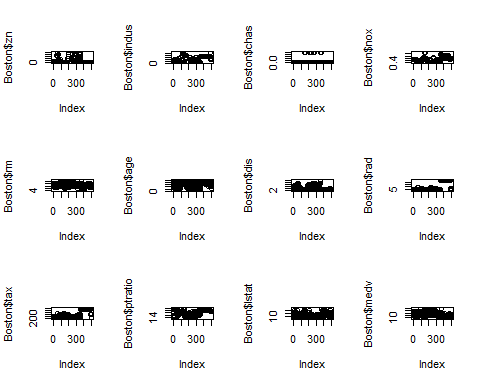 Boston$zn
0
0 300
Index
Boston$indus
0
0 300
Index
Boston$chas
0.0
0 300
Index
Boston$nox
0.4
0 300
Index
Boston$rm
4
0 300
Index
Boston$age
0
0 300
Index
Boston$dis
2
0 300
Index
Boston$rad
5
0 300
Index
Boston$tax
200
0 300
Index
Boston$ptratio
14
0 300
Index
Boston$lstat
10
0 300
Index
Boston$medv
10
0 300
Index